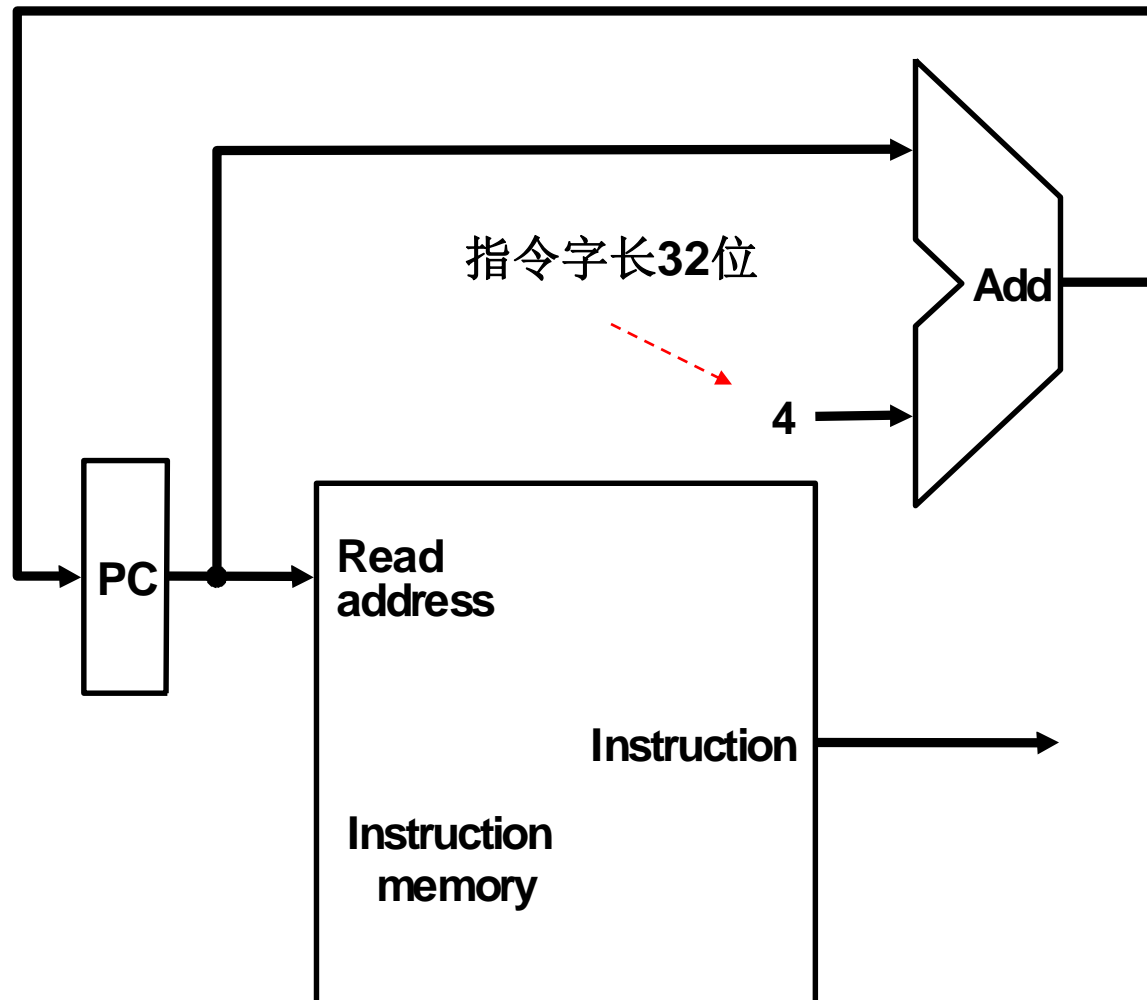 指令字长32位
Add
4
PC
Read
address
Instruction
Instruction
memory